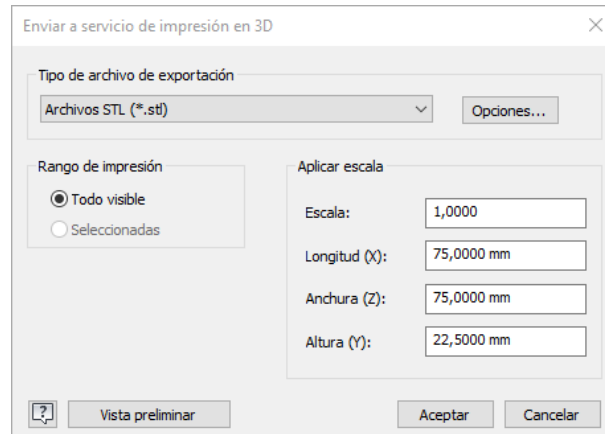 Enviar a servicio de impresión en 3D
Tipo de archivo de exportación
Archivos STL (*.stl)
Opciones...
Rango de impresión
Todo visible
Seleccionadas
Aplicar escala
Escala: 1,0000
Longitud (X): 75,0000 mm
Anchura (Z): 75,0000 mm
Altura (Y): 22,5000 mm
?
Vista preliminar
Aceptar
Cancelar